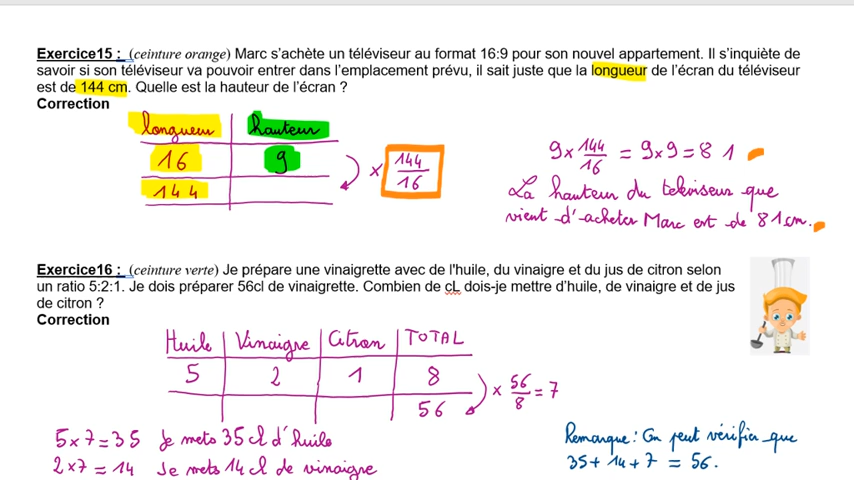 Exercice15 : (ceinture orange) Marc s'achète un téléviseur au format 16:9 pour son nouvel appartement. Il s'inquiète de
savoir si son téléviseur va pouvoir entrer dans l'emplacement prévu, il sait juste que la longueur de l'écran du téléviseur
est de 144 cm. Quelle est la hauteur de l'écran ?
Correction
longueur hauteur
16 9
144
× 144/16
9 × 144/16 = 9 × 9 = 81
La hauteur du televiseur que
vient d'acheter Marc est de 81 cm.
Exercice16 : (ceinture verte) Je prépare une vinaigrette avec de l'huile, du vinaigre et du jus de citron selon
un ratio 5:2:1. Je dois préparer 56cl de vinaigrette. Combien de cL dois-je mettre d'huile, de vinaigre et de jus
de citron ?
Correction
Huile Vinaigre Citron TOTAL
5 2 1 8
56
× 56/8 = 7
5 × 7 = 35 Je mets 35 cl d'huile
2 × 7 = 14 Je mets 14 cl de vinaigre
Remarque : On peut vérifier que
35 + 14 + 7 = 56.